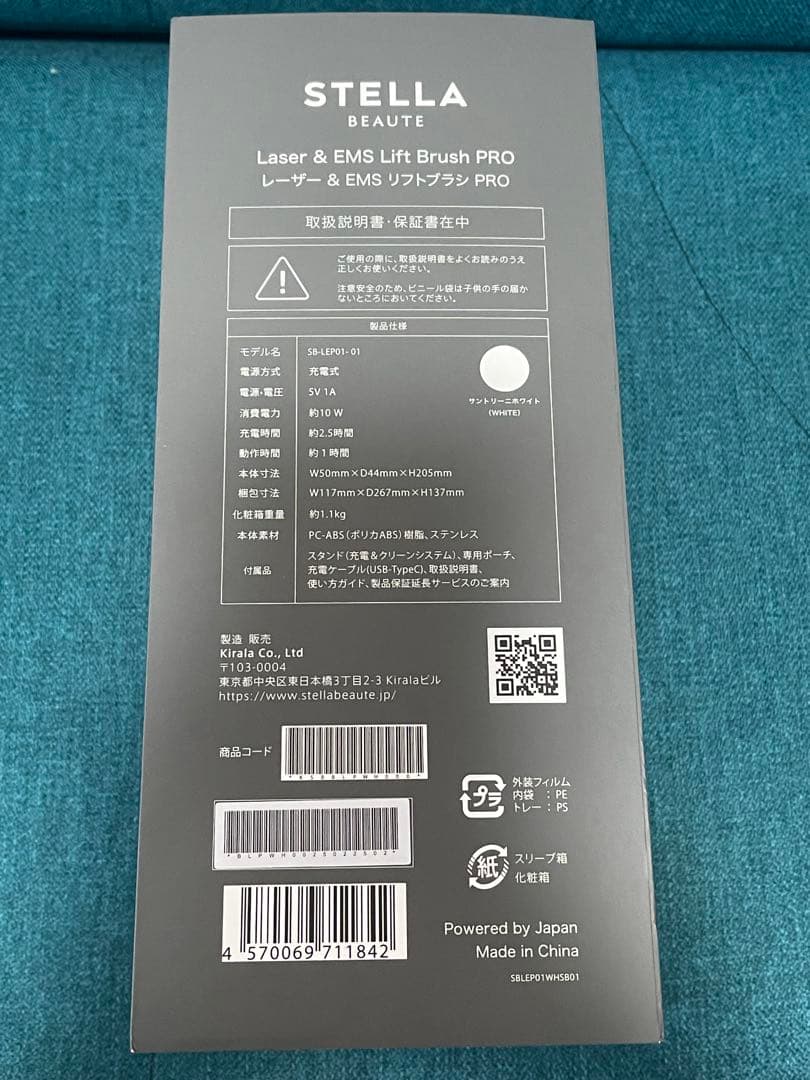 STELLA
BEAUTE
Laser & EMS Lift Brush PRO
レーザー & EMS リフトブラシ PRO
取扱説明書・保証書在中
ご使用の際に、取扱説明書をよくお読みのうえ
正しくお使いください。
注意安全のため、ビニール袋は子供の手の届か
ないところにおいてください。
製品仕様
モデル名 SB-LEP01-01
電源方式 充電式
電源・電圧 5V 1A
消費電力 約10 W
充電時間 約2.5時間
動作時間 約1時間
本体寸法 W50mm×D44mm×H205mm
梱包寸法 W117mm×D267mm×H137mm
化粧箱重量 約1.1kg
本体素材 PC-ABS(ポリカABS)樹脂、ステンレス
付属品 スタンド(充電&クリーンシステム)、専用ポーチ、
充電ケーブル(USB-TypeC)、取扱説明書、
使い方ガイド、製品保証延長サービスのご案内
サントリーニホワイト
(WHITE)
製造 販売
Kirala Co., Ltd
〒103-0004
東京都中央区東日本橋3丁目2-3 Kiralaビル
https://www.stellabeaute.jp/
商品コード
*KSBBLPWH000*
*BLPWH0025022502*
4 570069 711842
プラ
外装フィルム
内袋 : PE
トレー : PS
紙
スリーブ箱
化粧箱
Powered by Japan
Made in China
SBLEP01WHSB01